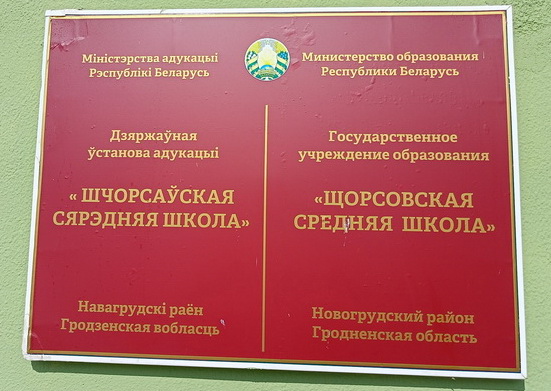 Міністэрства адукацыі
Рэспублікі Беларусь
Дзяржаўная
ўстанова адукацыі
« ШЧОРСАЎСКАЯ
СЯРЭДНЯЯ ШКОЛА»
Навагрудскі раён
Гродзенская вобласць
Министерство образования
Республики Беларусь
Государственное
учреждение образования
«ЩОРСОВСКАЯ
СРЕДНЯЯ ШКОЛА»
Новогрудский район
Гродненская область